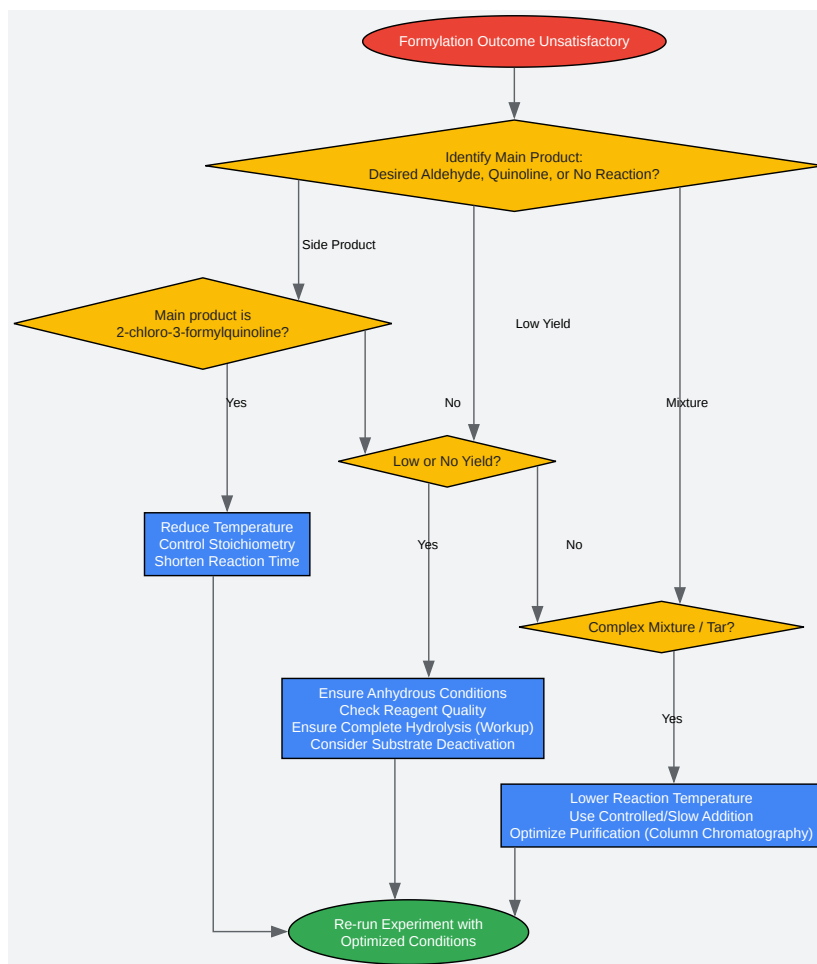 Formylation Outcome Unsatisfactory
Identify Main Product:
Desired Aldehyde, Quinoline, or No Reaction?
Side Product
Main product is
2-chloro-3-formylquinoline?
Low Yield
Yes
No
Mixture
Low or No Yield?
Reduce Temperature
Control Stoichiometry
Shorten Reaction Time
Yes
No
Complex Mixture / Tar?
Ensure Anhydrous Conditions
Check Reagent Quality
Ensure Complete Hydrolysis (Workup)
Consider Substrate Deactivation
Yes
Lower Reaction Temperature
Use Controlled/Slow Addition
Optimize Purification (Column Chromatography)
Re-run Experiment with
Optimized Conditions